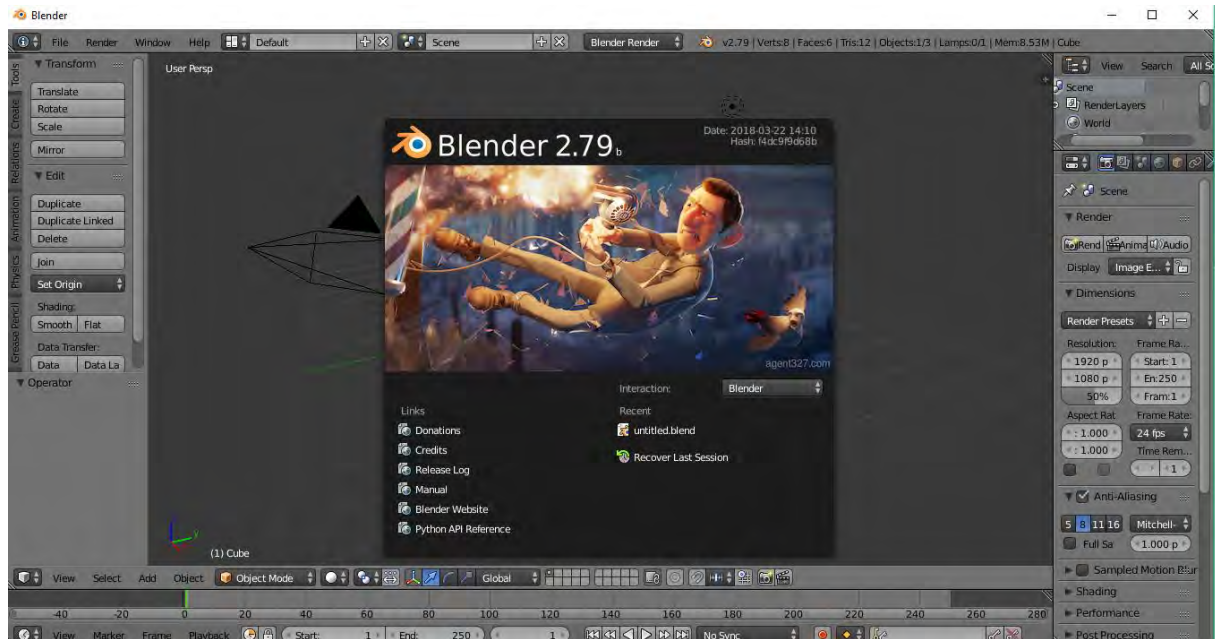 Blender
File Render Window Help Default Scene Blender Render v2.79 | Verts:8 | Faces:6 | Tris:12 | Objects:1/3 | Lamps:0/1 | Mem:8.53M | Cube
Tools
Create
Relations
Animation
Physics
Grease Pencil
Transform
Translate
Rotate
Scale
Mirror
Edit
Duplicate
Duplicate Linked
Delete
Join
Set Origin
Shading:
Smooth Flat
Data Transfer:
Data Data La
Operator
User Persp
Blender 2.79 b
Date: 2018-03-22 14:10
Hash: f4dc9f9d68b
agent327.com
Interaction: Blender
Links
Donations
Credits
Release Log
Manual
Blender Website
Python API Reference
Recent
untitled.blend
Recover Last Session
(1) Cube
View Select Add Object Object Mode Global
-40 -20 0 20 40 60 80 100 120 140 160 180 200 220 240 260 280
View Marker Frame Playback Start: 1 End: 250 1 No Sync
View Search All Sc
Scene
RenderLayers
World
Scene
Render
Rend Anima Audio
Display Image E...
Dimensions
Render Presets
Resolution: Frame Ra...
1920 p Start: 1
1080 p En:250
50% Fram:1
Aspect Rat Frame Rate:
: 1.000 24 fps
: 1.000 Time Rem...
1
Anti-Aliasing
5 8 11 16 Mitchell-
Full Sa 1.000 p
Sampled Motion Blur
Shading
Performance
Post Processing